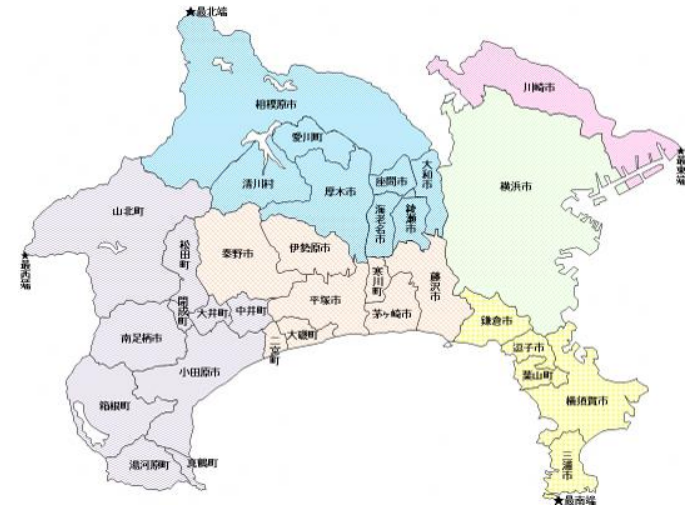 ★最北端
川崎市
相模原市
愛川町
★最東端
大和市
座間市
清川村
厚木市
横浜市
綾瀬市
海老名市
山北町
松田町
秦野市
伊勢原市
藤沢市
★最西端
寒川町
平塚市
茅ヶ崎市
開成町
大井町
中井町
鎌倉市
大磯町
南足柄市
二宮町
逗子市
小田原市
葉山町
横須賀市
箱根町
三浦市
湯河原町
真鶴町
★最南端